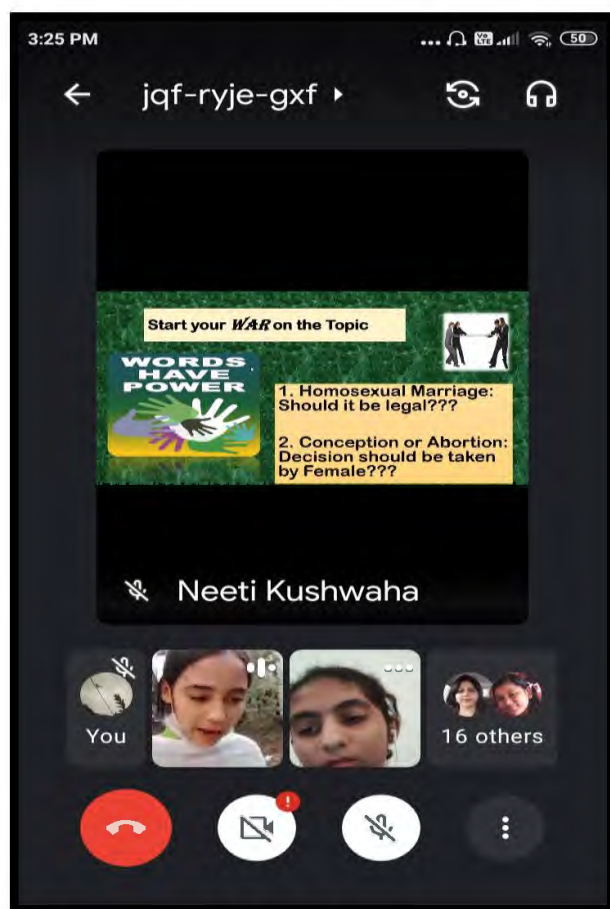 3:25 PM
Vo
LTE
50
jqf-ryje-gxf
Start your WAR on the Topic
WORDS
HAVE
POWER
1. Homosexual Marriage:
Should it be legal???
2. Conception or Abortion:
Decision should be taken
by Female???
Neeti Kushwaha
You
16 others